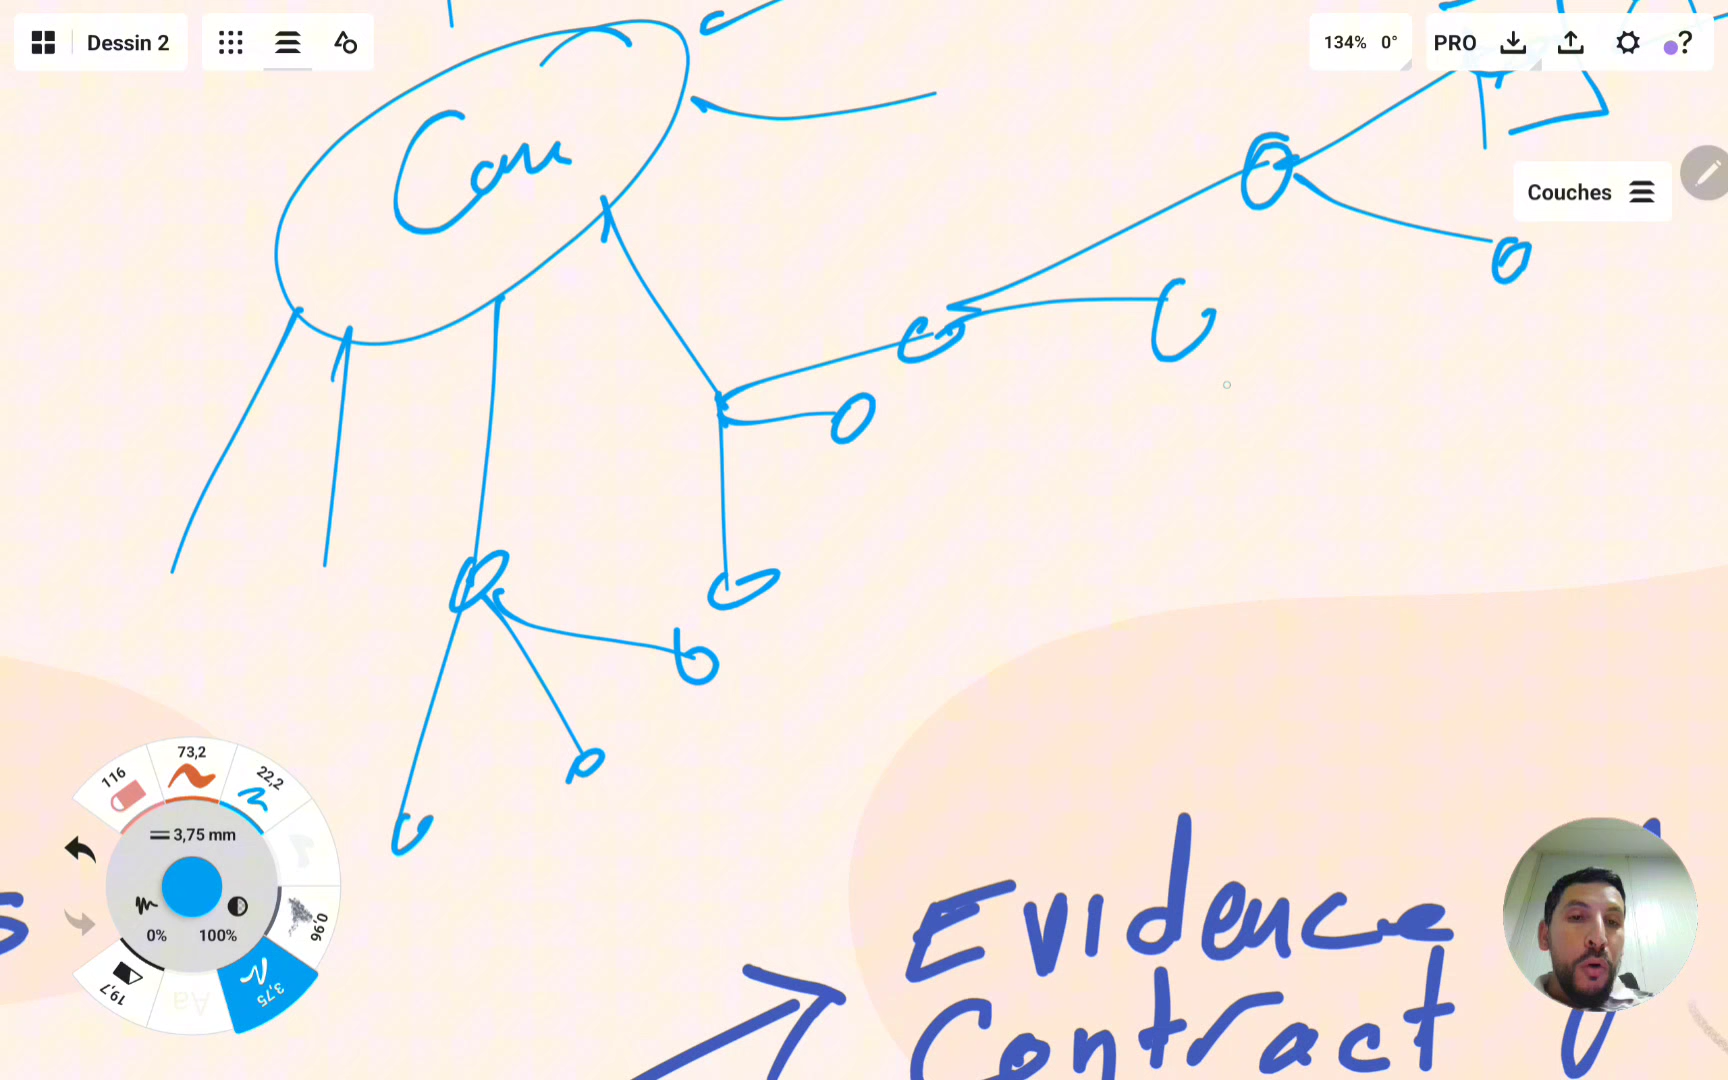 Dessin 2
134% 0°
PRO
?
Couches
116
73,2
22,2
3,75 mm
0% 100%
0,96
3,75
Aa
19,7
s
Evidence
Contract